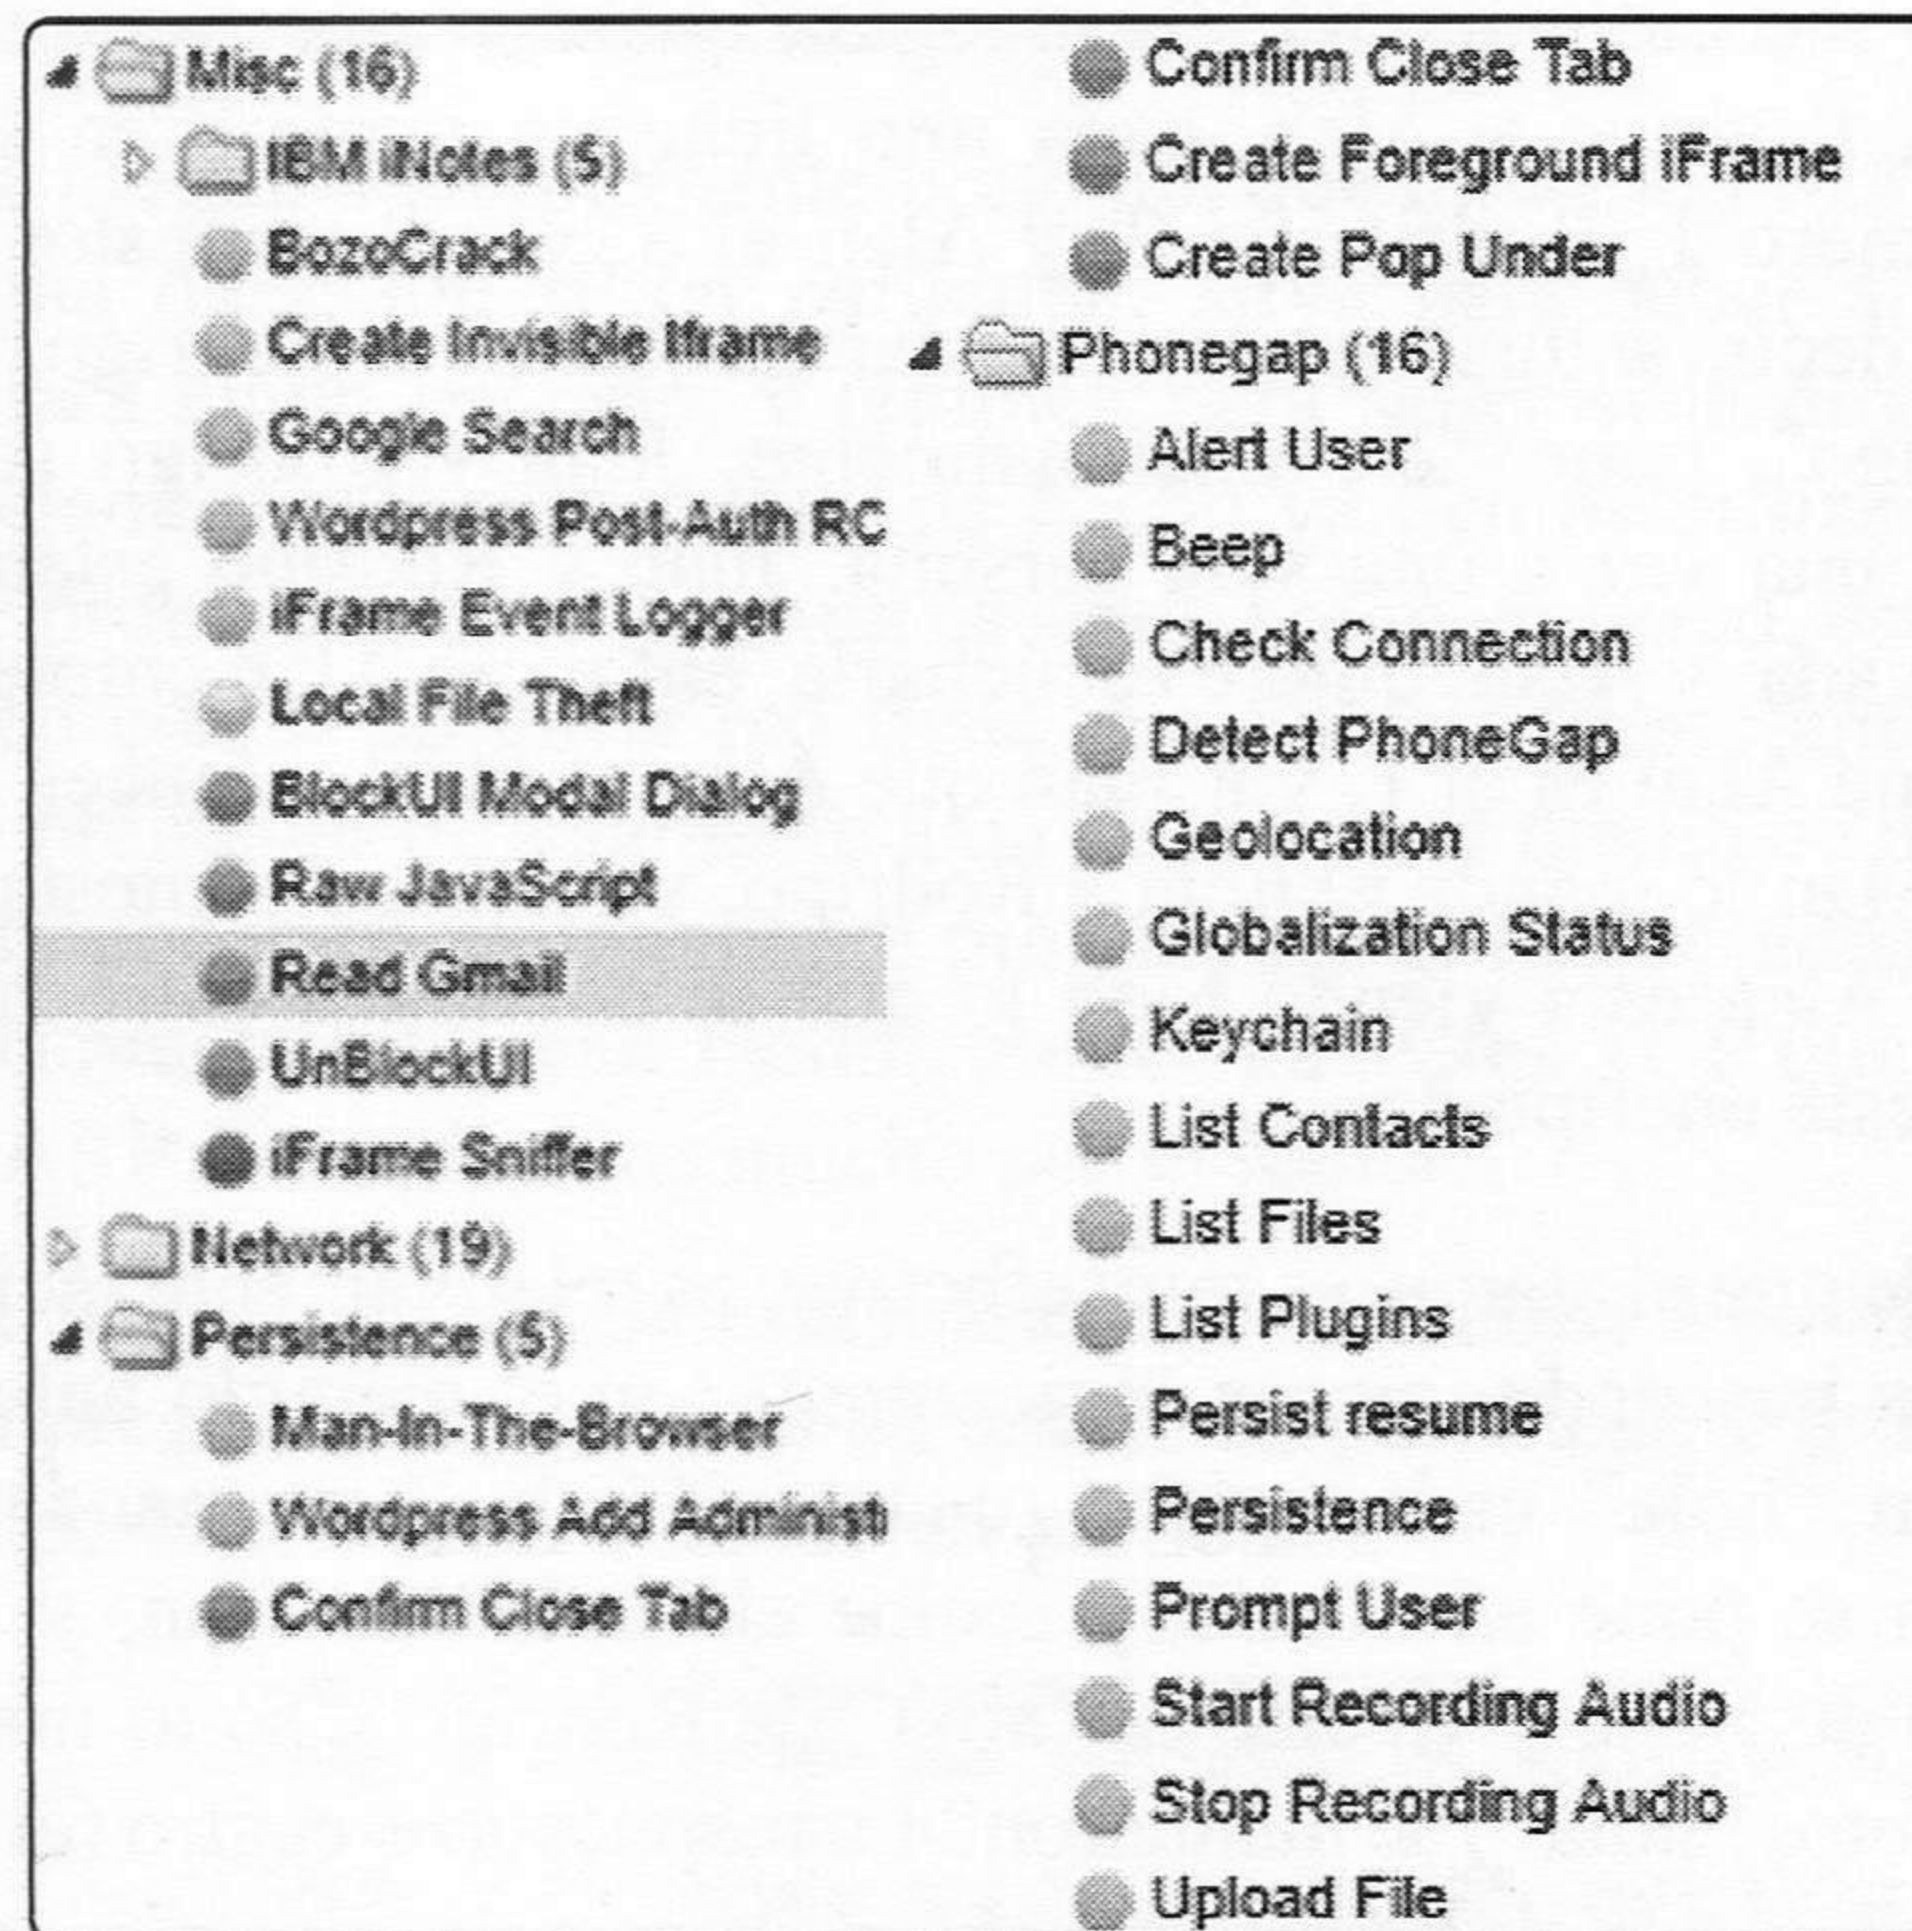 Misc (16)
IBM iNotes (5)
BozoCrack
Create Invisible Iframe
Google Search
Wordpress Post-Auth RC
iFrame Event Logger
Local File Theft
BlockUI Modal Dialog
Raw JavaScript
Read Gmail
UnBlockUI
iFrame Sniffer
Network (19)
Persistence (5)
Man-In-The-Browser
Wordpress Add Administ
Confirm Close Tab
Confirm Close Tab
Create Foreground iFrame
Create Pop Under
Phonegap (16)
Alert User
Beep
Check Connection
Detect PhoneGap
Geolocation
Globalization Status
Keychain
List Contacts
List Files
List Plugins
Persist resume
Persistence
Prompt User
Start Recording Audio
Stop Recording Audio
Upload File